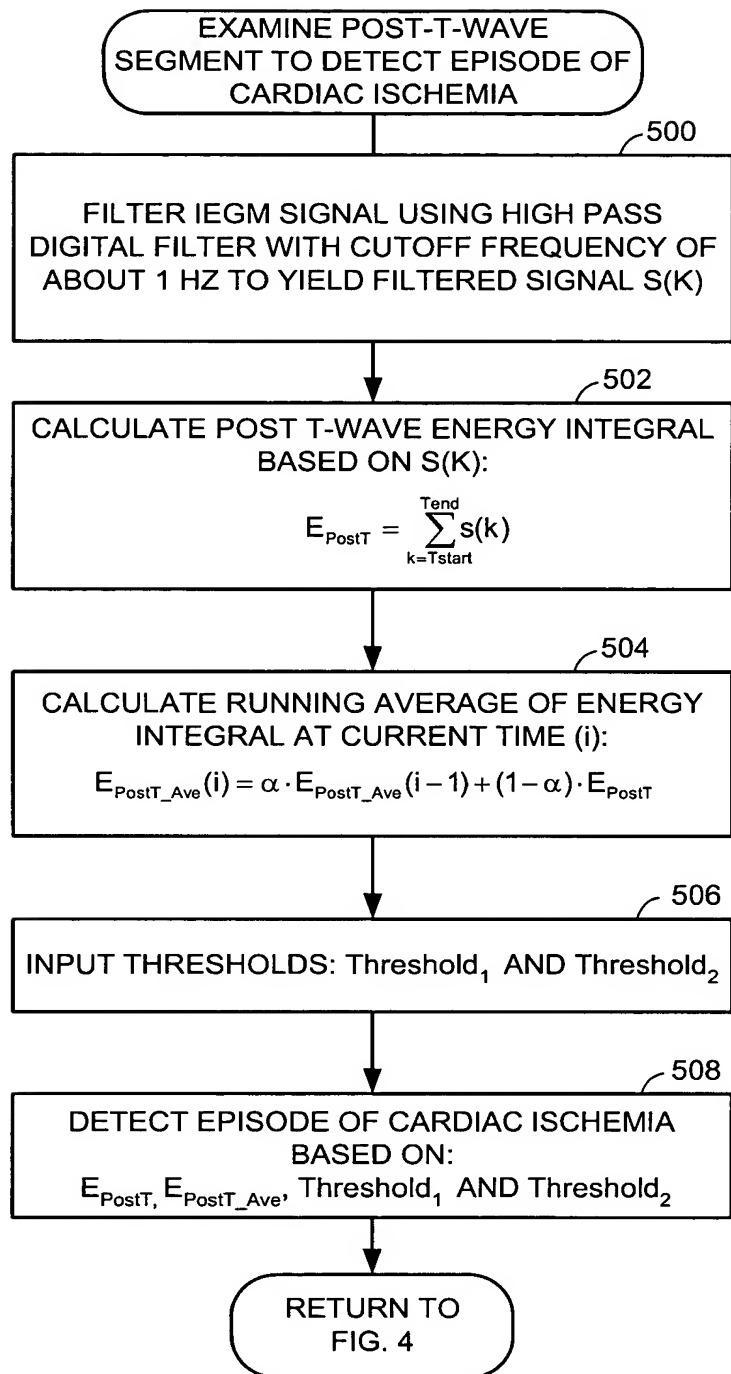 EXAMINE POST-T-WAVE
SEGMENT TO DETECT EPISODE OF
CARDIAC ISCHEMIA
500
FILTER IEGM SIGNAL USING HIGH PASS
DIGITAL FILTER WITH CUTOFF FREQUENCY OF
ABOUT 1 HZ TO YIELD FILTERED SIGNAL S(K)
502
CALCULATE POST T-WAVE ENERGY INTEGRAL
BASED ON S(K):
E_PostT = ∑_{k=Tstart}^{Tend} s(k)
504
CALCULATE RUNNING AVERAGE OF ENERGY
INTEGRAL AT CURRENT TIME (i):
E_PostT_Ave(i) = α · E_PostT_Ave(i − 1) + (1 − α) · E_PostT
506
INPUT THRESHOLDS: Threshold₁ AND Threshold₂
508
DETECT EPISODE OF CARDIAC ISCHEMIA
BASED ON:
E_PostT, E_PostT_Ave, Threshold₁ AND Threshold₂
RETURN TO
FIG. 4